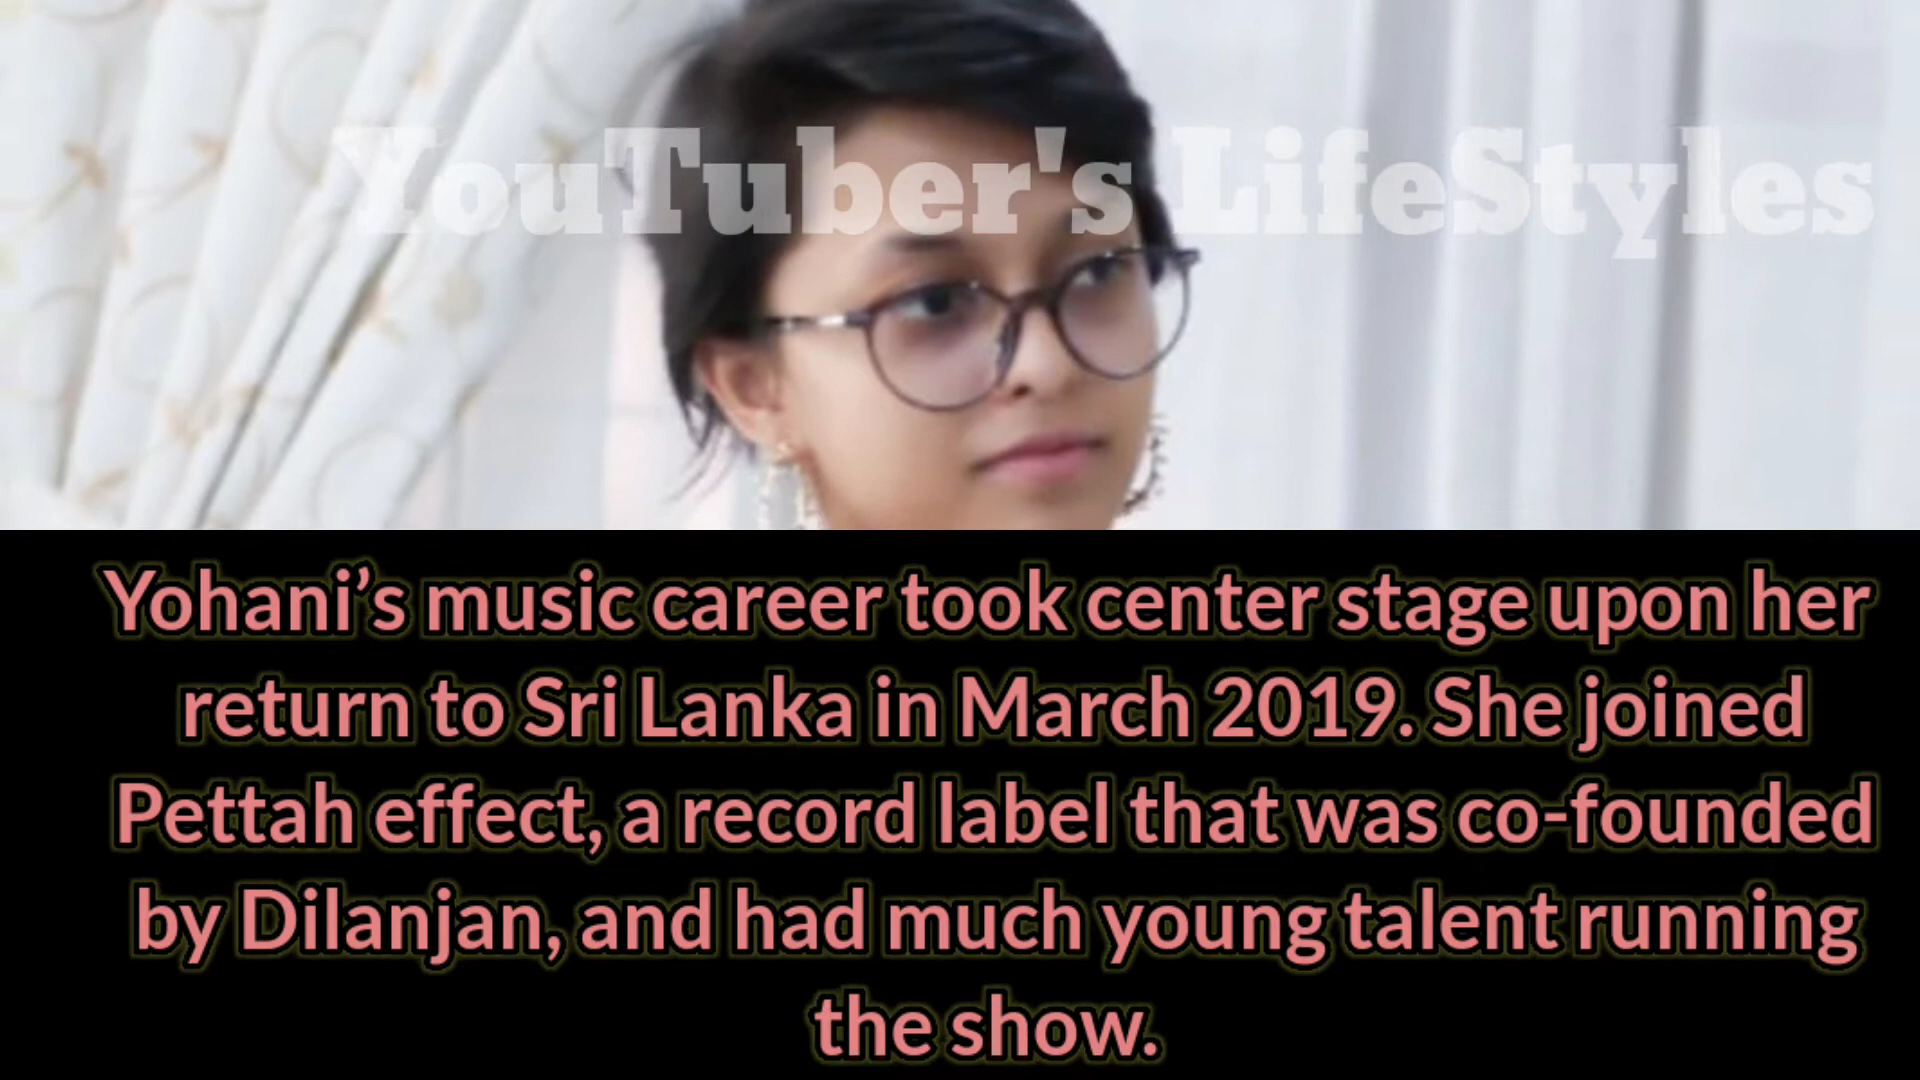 YouTuber's LifeStyles
Yohani’s music career took center stage upon her
return to Sri Lanka in March 2019. She joined
Pettah effect, a record label that was co-founded
by Dilanjan, and had much young talent running
the show.